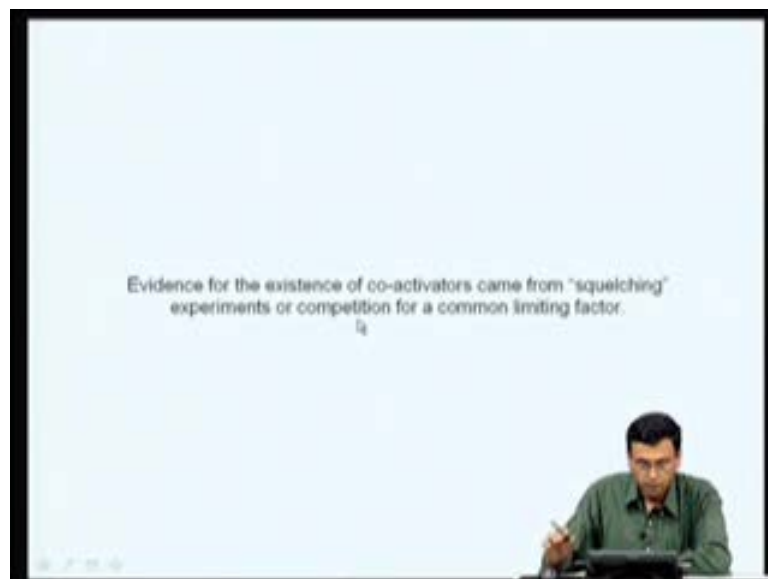 Evidence for the existence of co-activators came from "squelching"
experiments or competition for a common limiting factor.